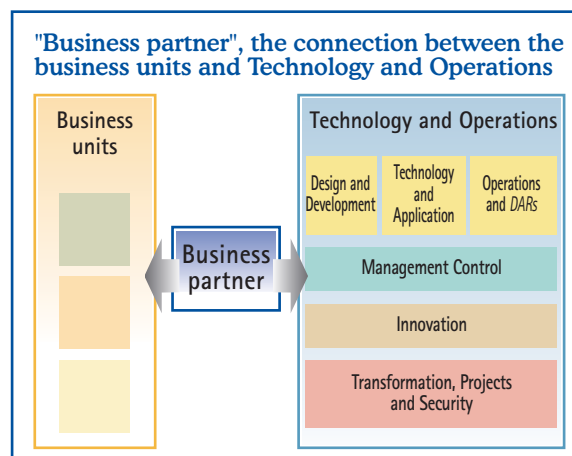 "Business partner", the connection between the
business units and Technology and Operations
Business
units
Technology and Operations
Design and
Development
Technology
and
Application
Operations
and DARs
Business
partner
Management Control
Innovation
Transformation, Projects
and Security